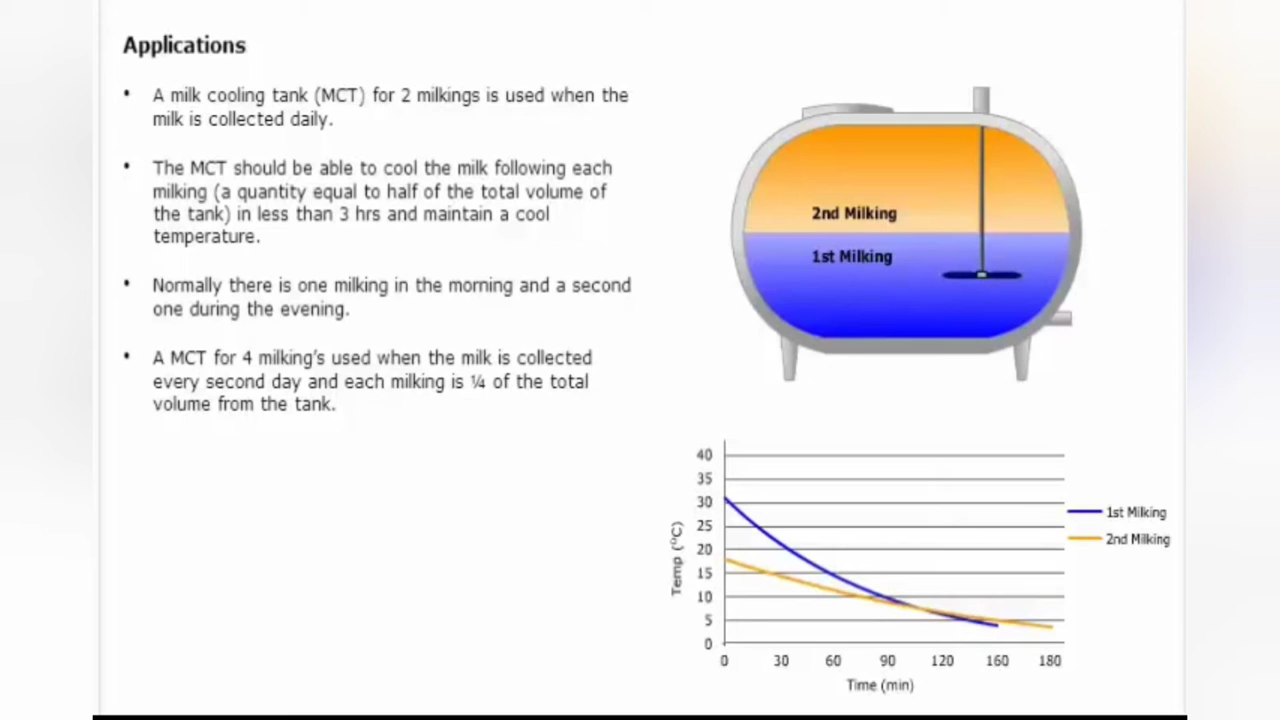 Applications
• A milk cooling tank (MCT) for 2 milkings is used when the
milk is collected daily.
• The MCT should be able to cool the milk following each
milking (a quantity equal to half of the total volume of
the tank) in less than 3 hrs and maintain a cool
temperature.
• Normally there is one milking in the morning and a second
one during the evening.
• A MCT for 4 milking's used when the milk is collected
every second day and each milking is ¼ of the total
volume from the tank.
2nd Milking
1st Milking
40
35
30
25
20
15
10
5
0
Temp (°C)
0 30 60 90 120 160 180
Time (min)
1st Milking
2nd Milking